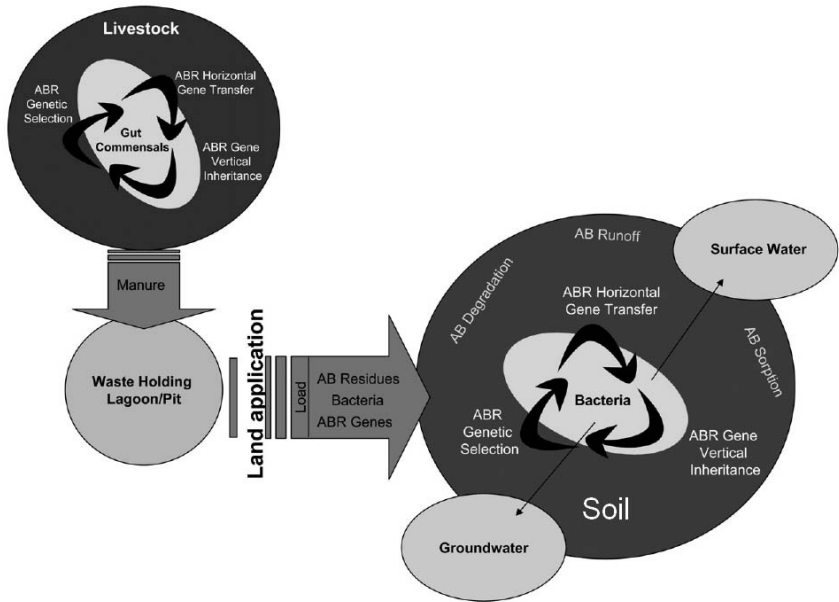 Livestock
ABR
Genetic
Selection
ABR Horizontal
Gene Transfer
Gut
Commensals
ABR Gene
Vertical
Inheritance
Manure
Waste Holding
Lagoon/Pit
Land application
Load
AB Residues
Bacteria
ABR Genes
AB Runoff
Surface Water
AB Degradation
ABR Horizontal
Gene Transfer
AB Sorption
Bacteria
ABR
Genetic
Selection
ABR Gene
Vertical
Inheritance
Soil
Groundwater